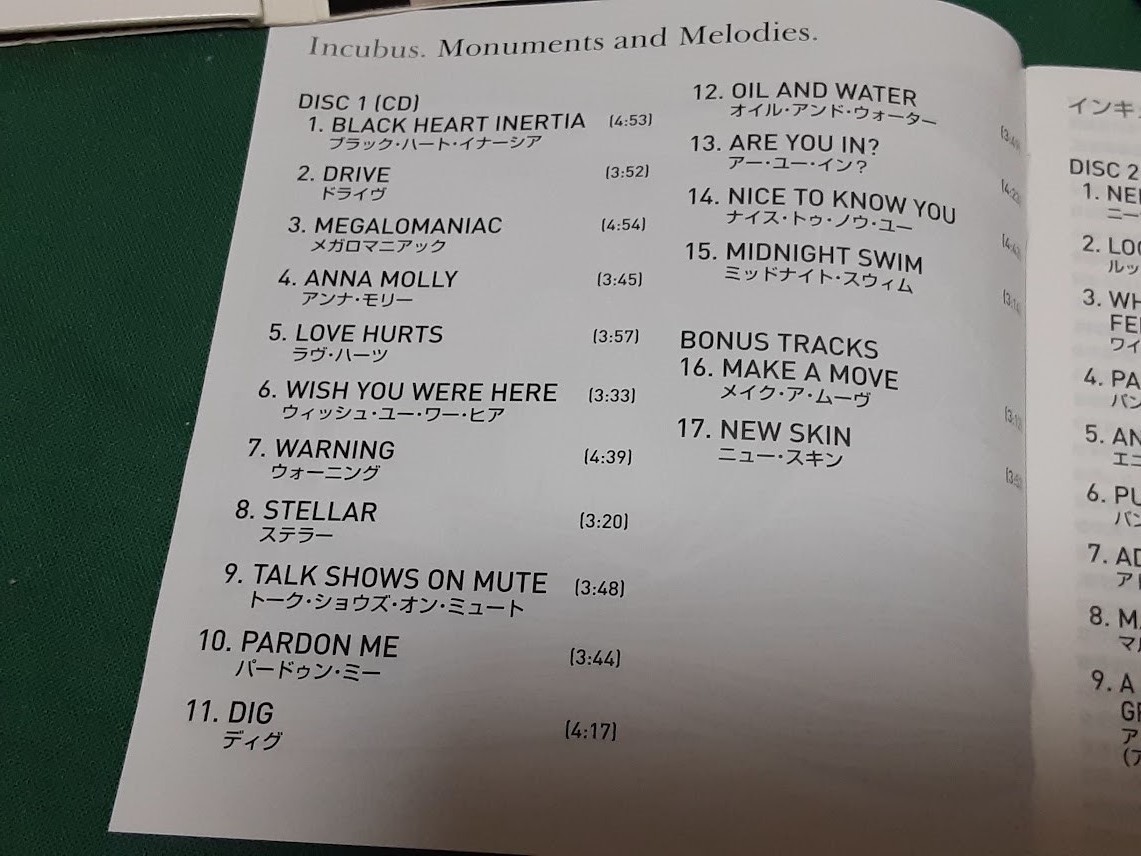 Incubus. Monuments and Melodies.
DISC 1 (CD)
1. BLACK HEART INERTIA (4:53)
ブラック・ハート・イナーシア
2. DRIVE (3:52)
ドライヴ
3. MEGALOMANIAC (4:54)
メガロマニアック
4. ANNA MOLLY (3:45)
アンナ・モリー
5. LOVE HURTS (3:57)
ラヴ・ハーツ
6. WISH YOU WERE HERE (3:33)
ウィッシュ・ユー・ワー・ヒア
7. WARNING (4:39)
ウォーニング
8. STELLAR (3:20)
ステラー
9. TALK SHOWS ON MUTE (3:48)
トーク・ショウズ・オン・ミュート
10. PARDON ME (3:44)
パードゥン・ミー
11. DIG (4:17)
ディグ
12. OIL AND WATER
オイル・アンド・ウォーター
13. ARE YOU IN?
アー・ユー・イン?
14. NICE TO KNOW YOU
ナイス・トゥ・ノウ・ユー
15. MIDNIGHT SWIM
ミッドナイト・スウィム
BONUS TRACKS
16. MAKE A MOVE
メイク・ア・ムーヴ
17. NEW SKIN
ニュー・スキン
DISC 2
1.
2.
3.
4.
5.
6.
7.
8.
9. A